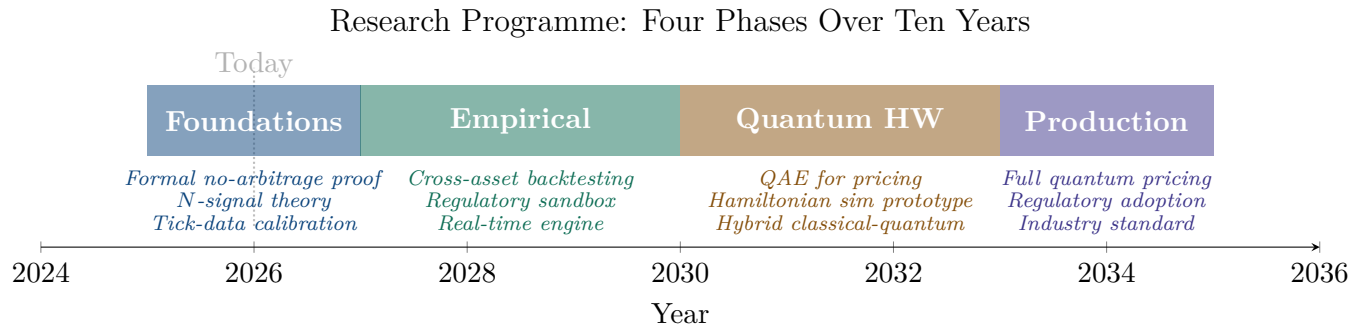 Research Programme: Four Phases Over Ten Years
Today
Foundations
Empirical
Quantum HW
Production
Formal no-arbitrage proof
N-signal theory
Tick-data calibration
Cross-asset backtesting
Regulatory sandbox
Real-time engine
QAE for pricing
Hamiltonian sim prototype
Hybrid classical-quantum
Full quantum pricing
Regulatory adoption
Industry standard
2024
2026
2028
2030
2032
2034
2036
Year